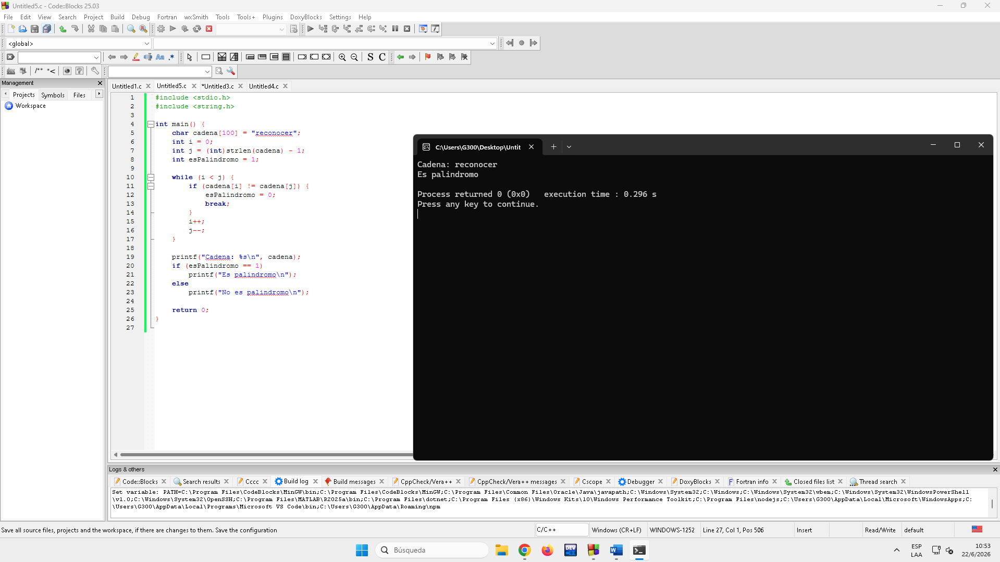 Untitled5.c - Code::Blocks 25.03
File Edit View Search Project Build Debug Fortran wxSmith Tools Tools+ Plugins DoxyBlocks Settings Help
<global>
S C
/** *<
Management
Projects Symbols Files
Workspace
Untitled1.c Untitled5.c *Untitled3.c Untitled4.c
1 #include <stdio.h>
2 #include <string.h>
3
4 int main() {
5 char cadena[100] = "reconocer";
6 int i = 0;
7 int j = (int)strlen(cadena) - 1;
8 int esPalindromo = 1;
9
10 while (i < j) {
11 if (cadena[i] != cadena[j]) {
12 esPalindromo = 0;
13 break;
14 }
15 i++;
16 j--;
17 }
18
19 printf("Cadena: %s\n", cadena);
20 if (esPalindromo == 1)
21 printf("Es palindromo\n");
22 else
23 printf("No es palindromo\n");
24
25 return 0;
26 }
27
C:\Users\G300\Desktop\Untit
Cadena: reconocer
Es palindromo
Process returned 0 (0x0) execution time : 0.296 s
Press any key to continue.
Logs & others
Code::Blocks Search results Cccc Build log Build messages CppCheck/Vera++ CppCheck/Vera++ messages Cscope Debugger DoxyBlocks Fortran info Closed files list Thread search
Set variable: PATH=C:\Program Files\CodeBlocks\MinGW\bin;C:\Program Files\CodeBlocks\MinGW;C:\Program Files\Common Files\Oracle\Java\javapath;C:\Windows\System32;C:\Windows;C:\Windows\System32\wbem;C:\Windows\System32\WindowsPowerShell
\v1.0;C:\Windows\System32\OpenSSH;C:\Program Files\MATLAB\R2025a\bin;C:\Program Files\dotnet;C:\Program Files (x86)\Windows Kits\10\Windows Performance Toolkit;C:\Program Files\nodejs;C:\Users\G300\AppData\Local\Microsoft\WindowsApps;C:
\Users\G300\AppData\Local\Programs\Microsoft VS Code\bin;C:\Users\G300\AppData\Roaming\npm
Save all source files, projects and the workspace, if there are changes to them. Save the configuration C/C++ Windows (CR+LF) WINDOWS-1252 Line 27, Col 1, Pos 506 Insert Read/Write default
Búsqueda
DEV
ESP
LAA
10:53
22/6/2026